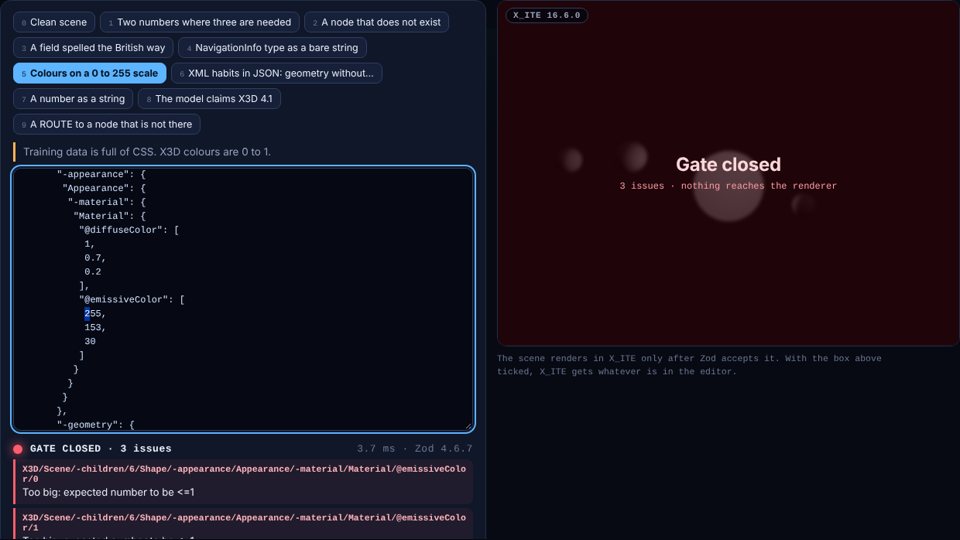 0 Clean scene
1 Two numbers where three are needed
2 A node that does not exist
3 A field spelled the British way
4 NavigationInfo type as a bare string
5 Colours on a 0 to 255 scale
6 XML habits in JSON: geometry without...
7 A number as a string
8 The model claims X3D 4.1
9 A ROUTE to a node that is not there
Training data is full of CSS. X3D colours are 0 to 1.
"-appearance": {
"Appearance": {
"-material": {
"Material": {
"@diffuseColor": [
1,
0.7,
0.2
],
"@emissiveColor": [
255,
153,
30
]
}
}
}
},
"-geometry": {
GATE CLOSED · 3 issues
3.7 ms · Zod 4.6.7
X3D/Scene/-children/6/Shape/-appearance/Appearance/-material/Material/@emissiveColo
r/0
Too big: expected number to be <=1
X3D/Scene/-children/6/Shape/-appearance/Appearance/-material/Material/@emissiveColo
r/1
X_ITE 16.6.0
Gate closed
3 issues · nothing reaches the renderer
The scene renders in X_ITE only after Zod accepts it. With the box above
ticked, X_ITE gets whatever is in the editor.